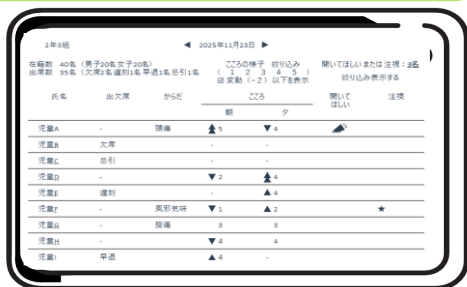 2年3組 ◀ 2025年11月23日 ▶
在籍数 40名（男子20名女子20名） こころの様子 絞り込み 聞いてほしいまたは注視：3名
出席数 35名（欠席2名遅刻1名早退1名忌引1名 （ 1 2 3 4 5 ） 絞り込み表示する
☑ 変動（−2）以下を表示
氏名 出欠席 からだ こころ 聞いてほしい 注視
朝 夕
児童A - 頭痛 5 ▼ 4
児童B 欠席 - -
児童C 忌引 - -
児童D - ▼ 2 4
児童E 遅刻 - ▲ 4
児童F - 風邪気味 ▼ 1 ▲ 2 ★
児童G - 腹痛 3 3
児童H - ▼ 4 4
児童I 早退 ▲ 4 -